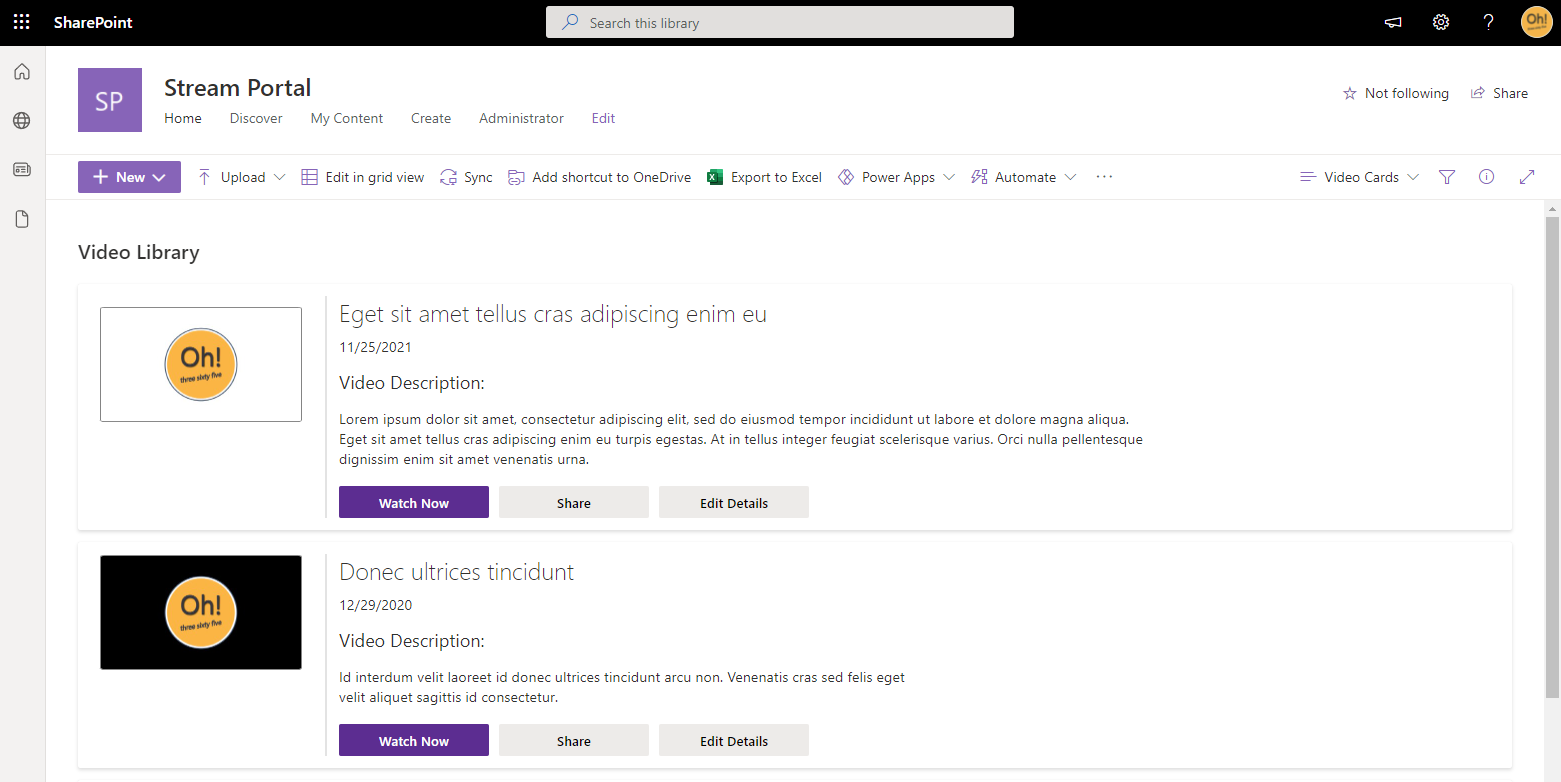 SharePoint
Search this library
?
Oh!
SP
Stream Portal
Home Discover My Content Create Administrator Edit
Not following Share
New Upload Edit in grid view Sync Add shortcut to OneDrive Export to Excel Power Apps Automate ··· Video Cards
Video Library
Oh!
three sixty five
Eget sit amet tellus cras adipiscing enim eu
11/25/2021
Video Description:
Lorem ipsum dolor sit amet, consectetur adipiscing elit, sed do eiusmod tempor incididunt ut labore et dolore magna aliqua.
Eget sit amet tellus cras adipiscing enim eu turpis egestas. At in tellus integer feugiat scelerisque varius. Orci nulla pellentesque
dignissim enim sit amet venenatis urna.
Watch Now Share Edit Details
Oh!
three sixty five
Donec ultrices tincidunt
12/29/2020
Video Description:
Id interdum velit laoreet id donec ultrices tincidunt arcu non. Venenatis cras sed felis eget
velit aliquet sagittis id consectetur.
Watch Now Share Edit Details